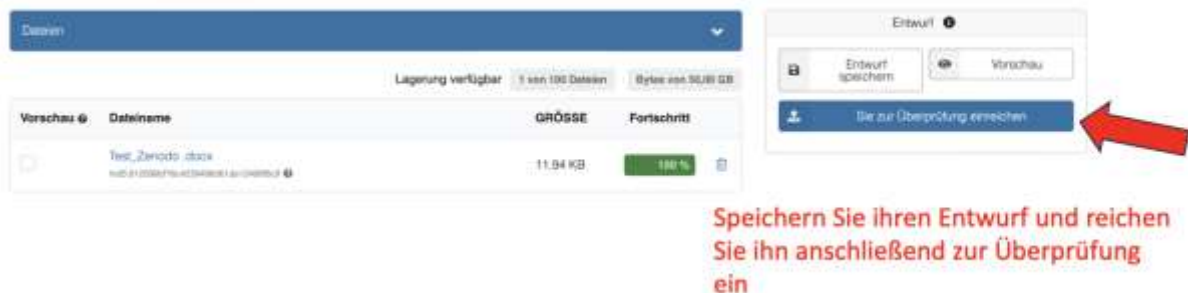 Dateien
Entwurf
Lagerung verfügbar 1 von 100 Dateien Bytes von 50,00 GB
Entwurf speichern
Vorschau
Sie zur Überprüfung einreichen
Vorschau Dateiname GRÖSSE Fortschritt
Test_Zenodo .docx 11.94 KB 100 %
Speichern Sie ihren Entwurf und reichen
Sie ihn anschließend zur Überprüfung
ein